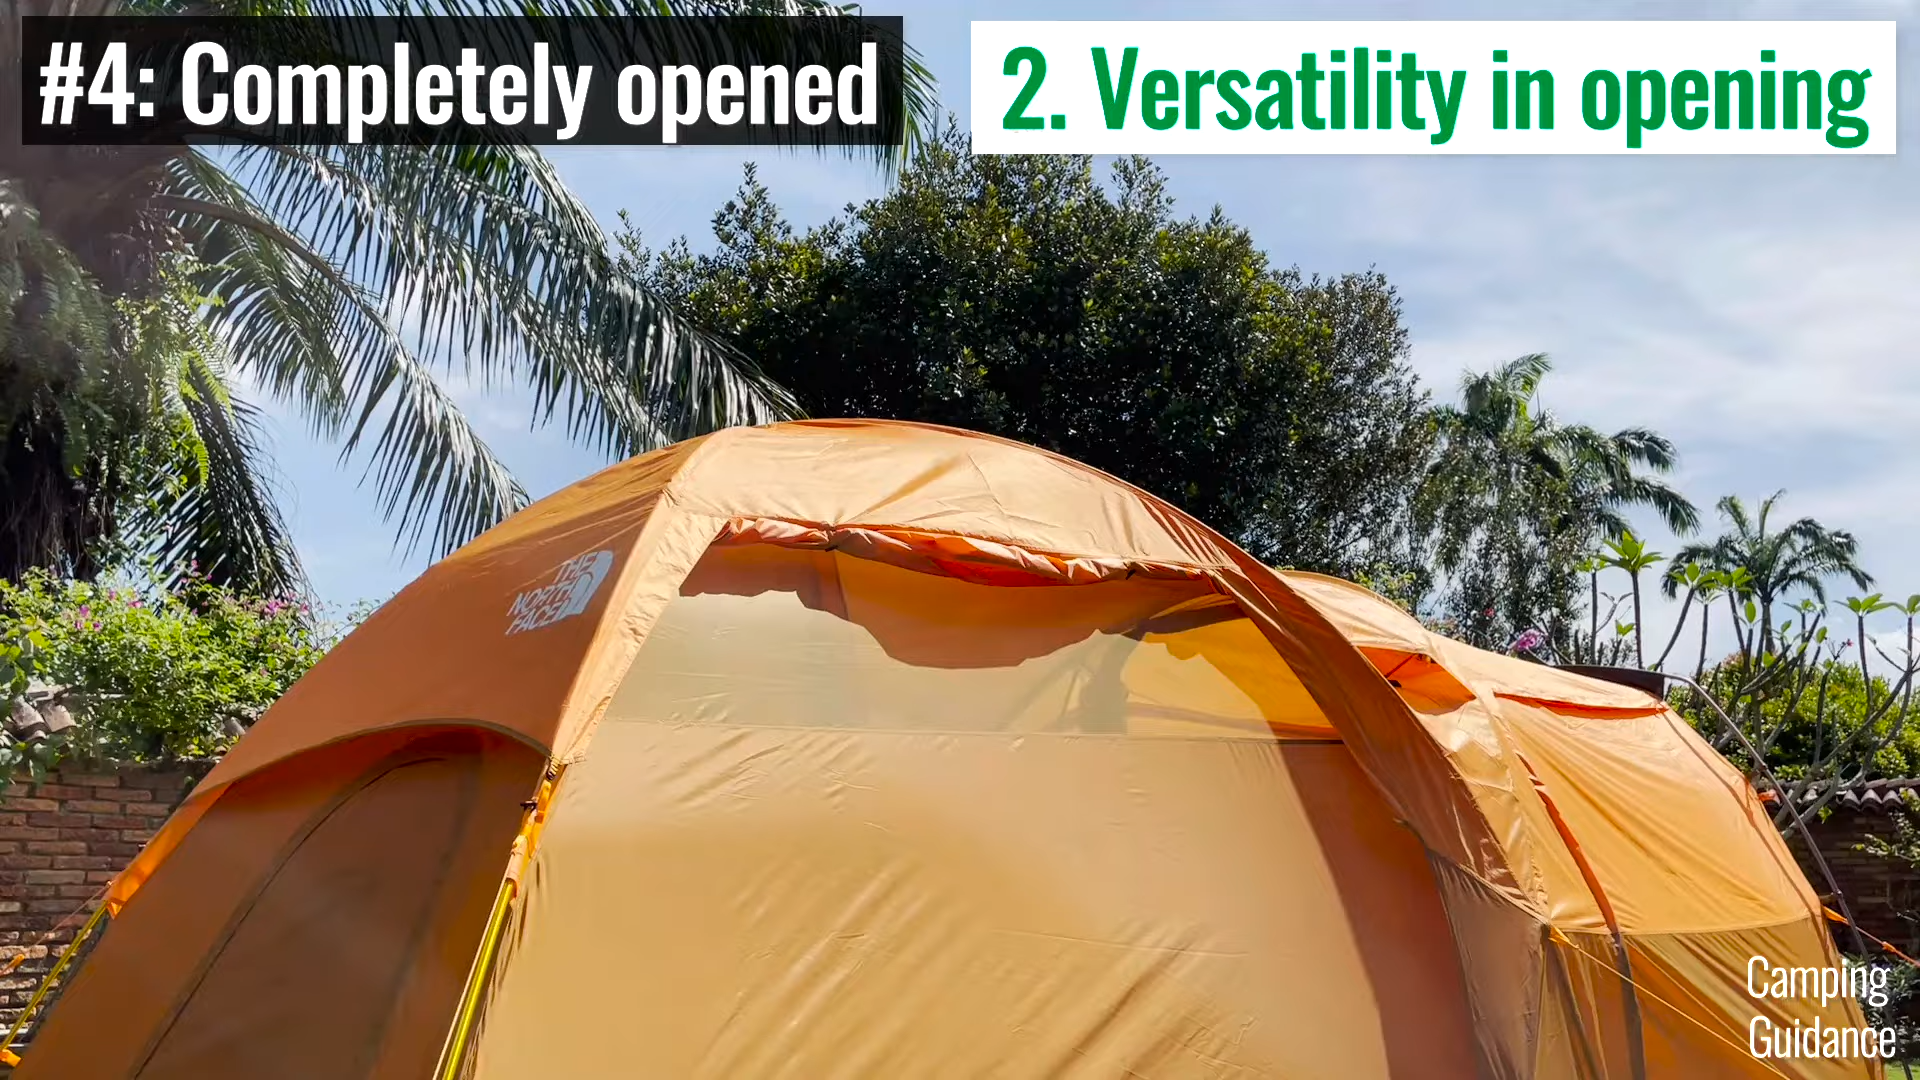 #4: Completely opened
2. Versatility in opening
THE
NORTH
FACE
Camping
Guidance